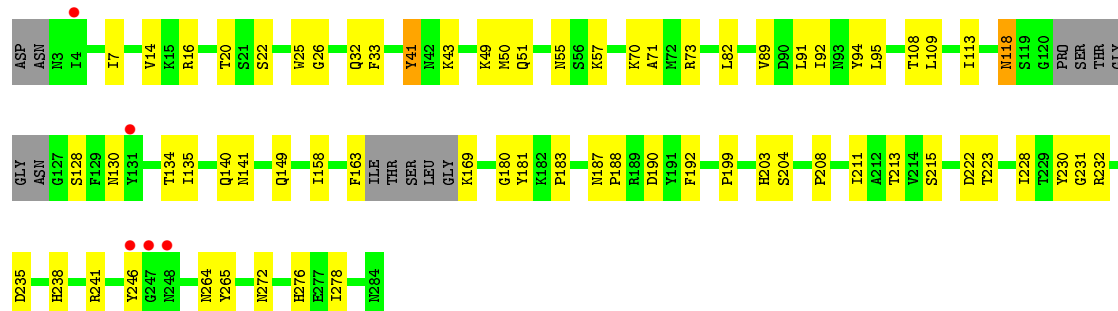 ASP ASN N3 I4 I7 V14 K15 R16 T20 S21 S22 W25 G26 Q32 F33 Y41 N42 K43 K49 M50 Q51 N55 S56 K57 K70 A71 M72 R73 L82 V89 D90 L91 I92 N93 Y94 L95 T108 L109 I113 N118 S119 G120 PRO SER THR GLY
GLY ASN G127 S128 F129 N130 Y131 T134 I135 Q140 N141 Q149 I158 F163 ILE THR SER LEU GLY K169 G180 Y181 K182 P183 N187 P188 R189 D190 Y191 F192 P199 H203 S204 P208 I211 A212 T213 V214 S215 D222 T223 I228 T229 Y230 G231 R232
D235 H238 R241 Y246 G247 N248 N264 Y265 N272 H276 E277 I278 N284